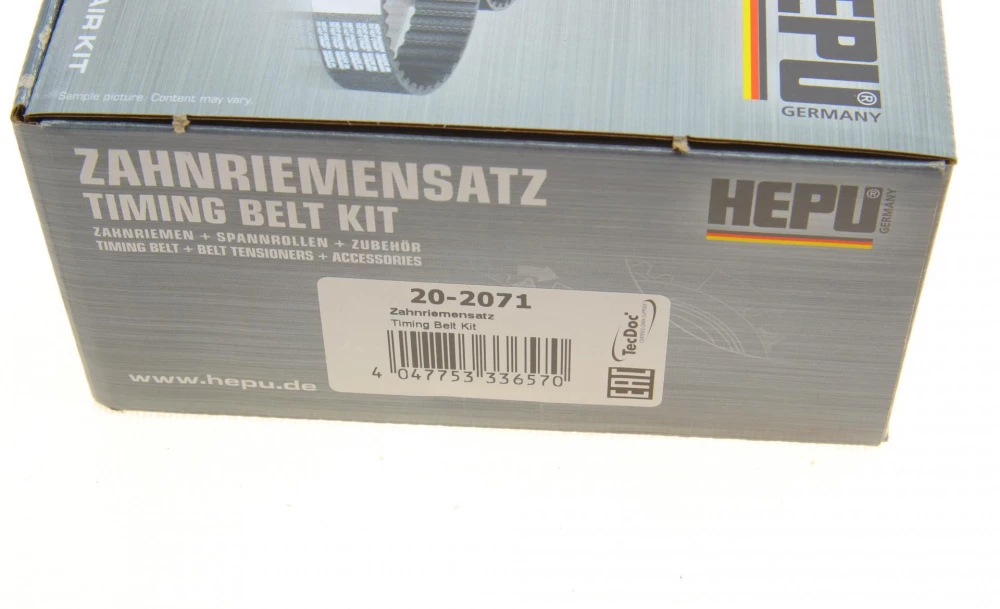 AIR KIT
Sample picture. Content may vary.
HEPU®
GERMANY
ZAHNRIEMENSATZ
TIMING BELT KIT
ZAHNRIEMEN + SPANNROLLEN + ZUBEHÖR
TIMING BELT + BELT TENSIONERS + ACCESSORIES
HEPU®
GERMANY
20-2071
Zahnriemensatz
Timing Belt Kit
4 047753 336570
TecDoc
EAC
www.hepu.de